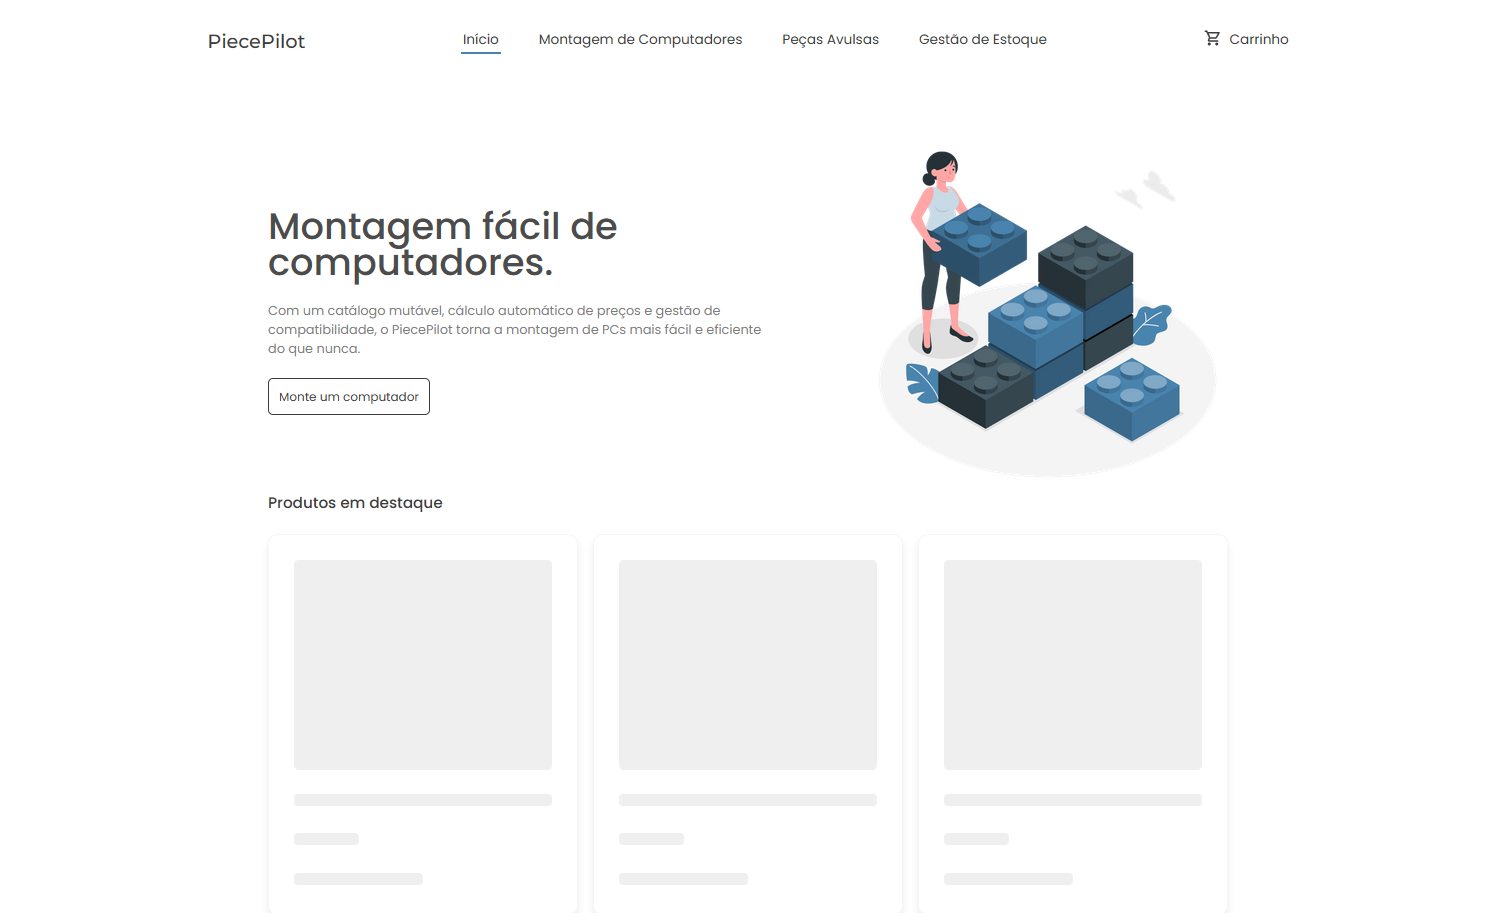 PiecePilot
Início
Montagem de Computadores
Peças Avulsas
Gestão de Estoque
Carrinho
Montagem fácil de
computadores.
Com um catálogo mutável, cálculo automático de preços e gestão de
compatibilidade, o PiecePilot torna a montagem de PCs mais fácil e eficiente
do que nunca.
Monte um computador
Produtos em destaque